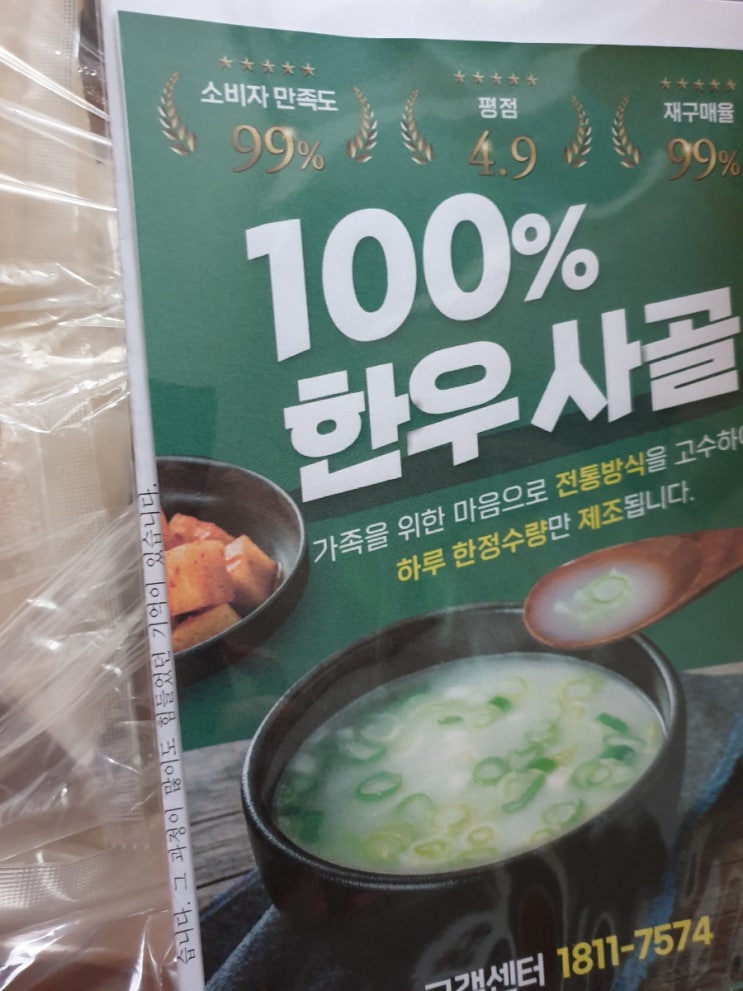 소비자 만족도
99%
평점
4.9
재구매율
99%
100%
한우 사골
가족을 위한 마음으로 전통방식을 고수하
하루 한정수량만 제조됩니다.
고객센터 1811-7574
습니다. 그 과정이 많이도 힘들었던 기억이 있습니다.